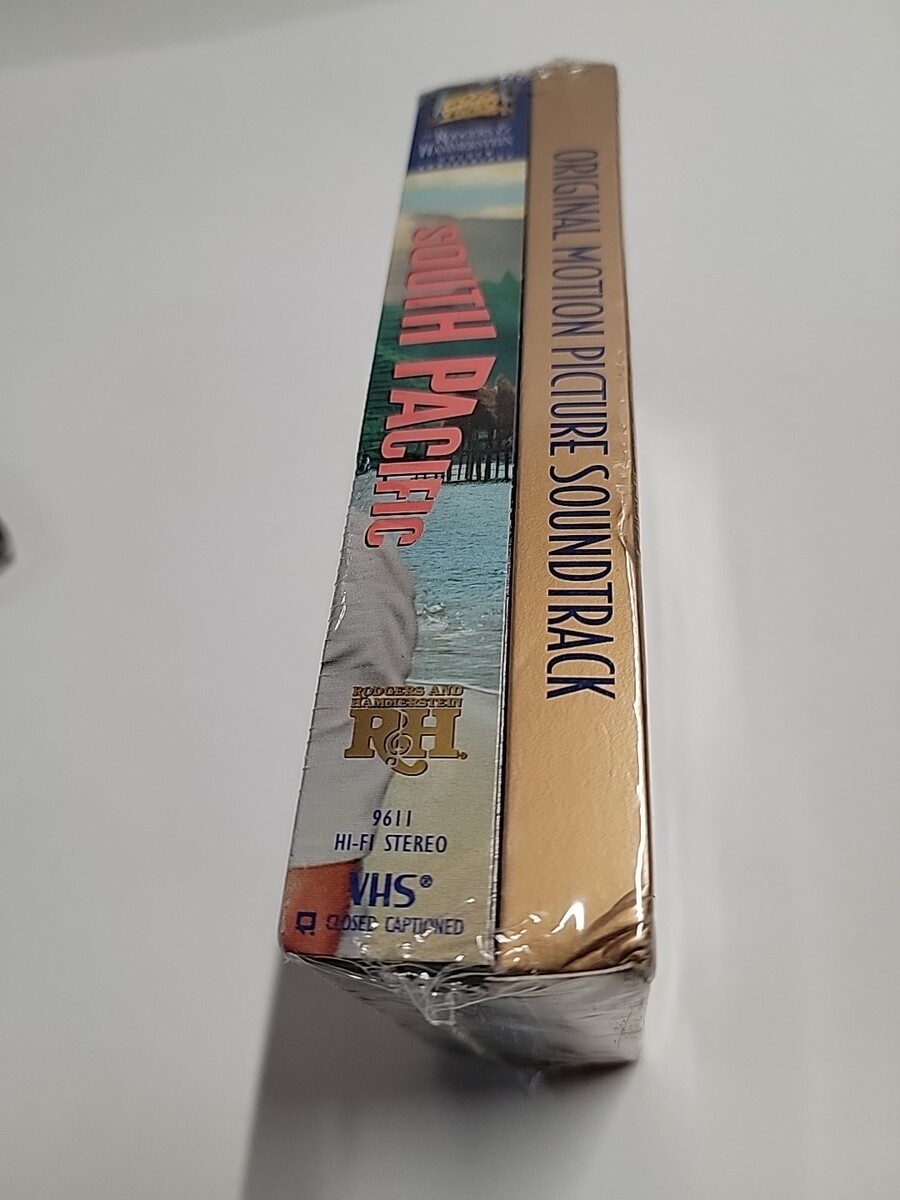 RODGERS &
HAMMERSTEIN
SOUTH PACIFIC
RODGERS AND
HAMMERSTEIN
R&H®
9611
HI-FI STEREO
VHS®
CLOSED CAPTIONED
ORIGINAL MOTION PICTURE SOUNDTRACK